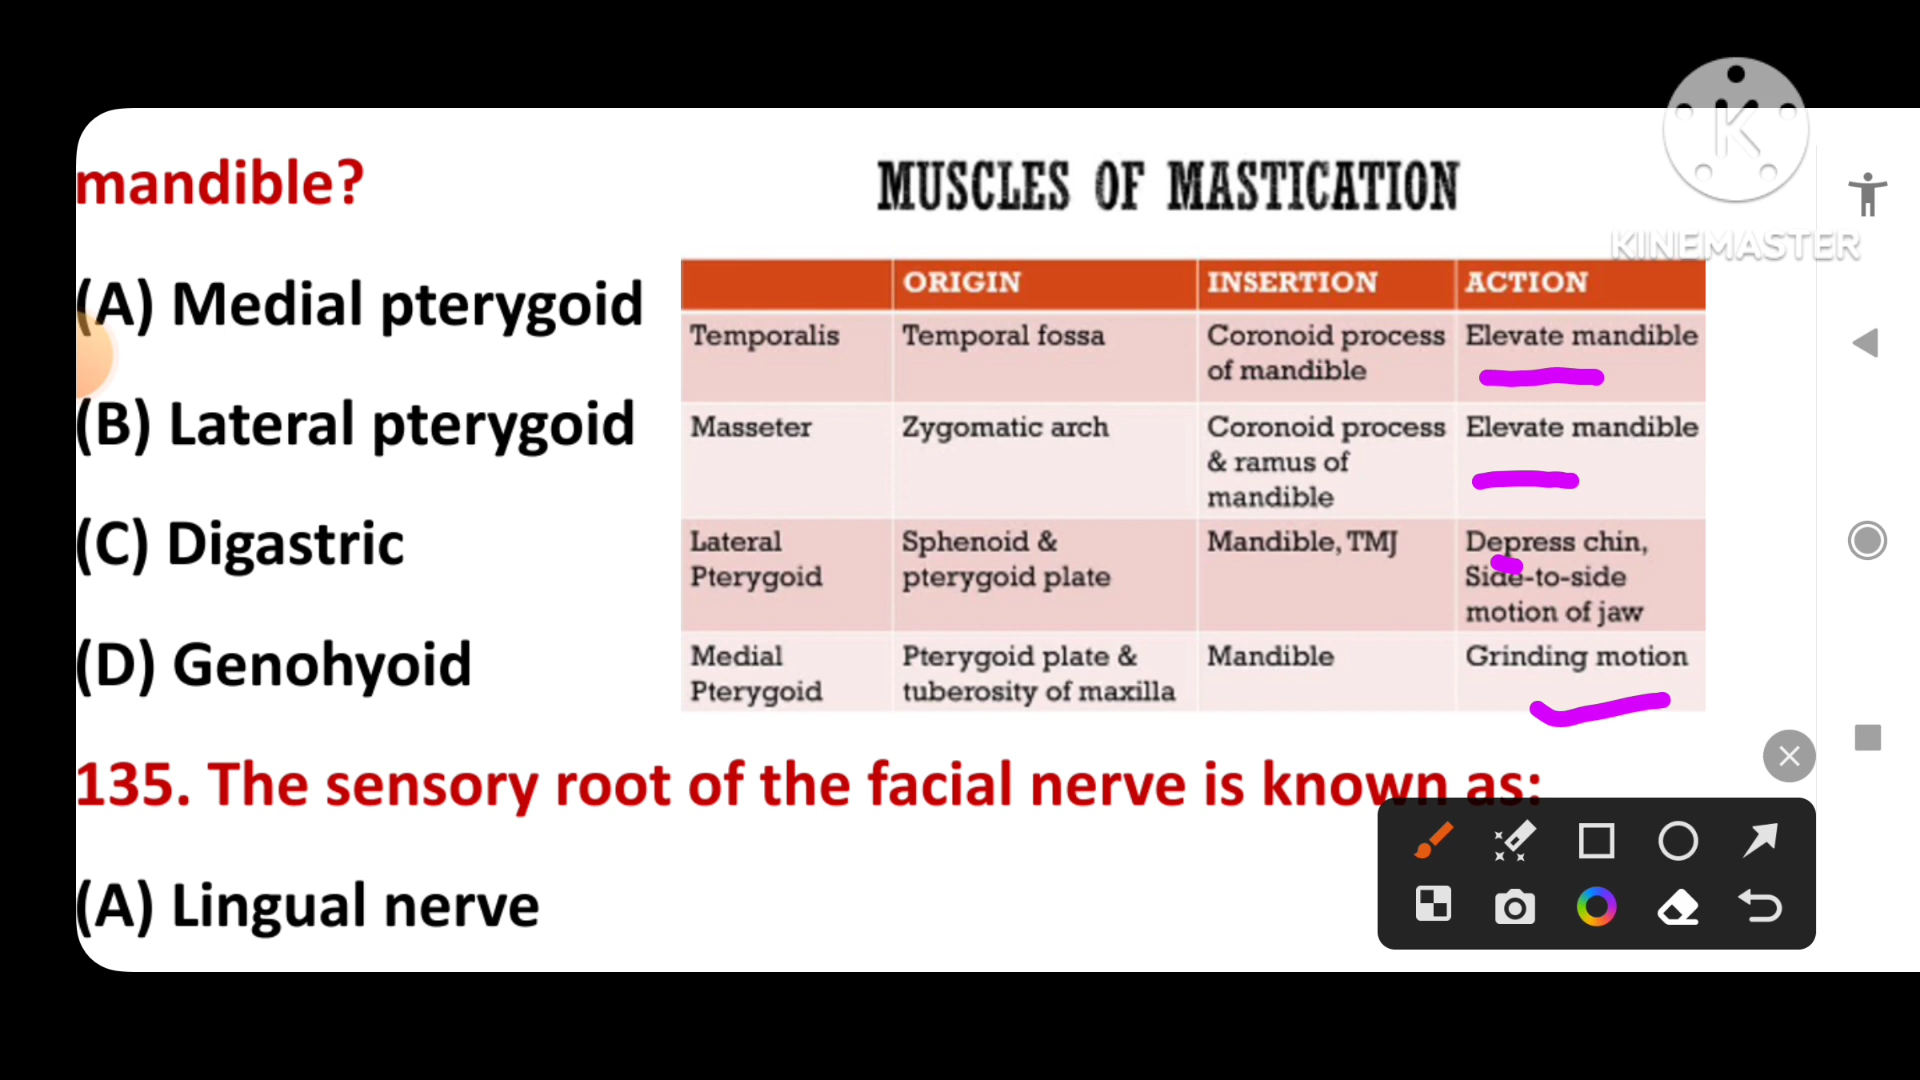 mandible?
(A) Medial pterygoid
(B) Lateral pterygoid
(C) Digastric
(D) Genohyoid
MUSCLES OF MASTICATION
ORIGIN INSERTION ACTION
Temporalis Temporal fossa Coronoid process of mandible Elevate mandible
Masseter Zygomatic arch Coronoid process & ramus of mandible Elevate mandible
Lateral Pterygoid Sphenoid & pterygoid plate Mandible, TMJ Depress chin, Side-to-side motion of jaw
Medial Pterygoid Pterygoid plate & tuberosity of maxilla Mandible Grinding motion
135. The sensory root of the facial nerve is known as:
(A) Lingual nerve
K
KINEMASTER